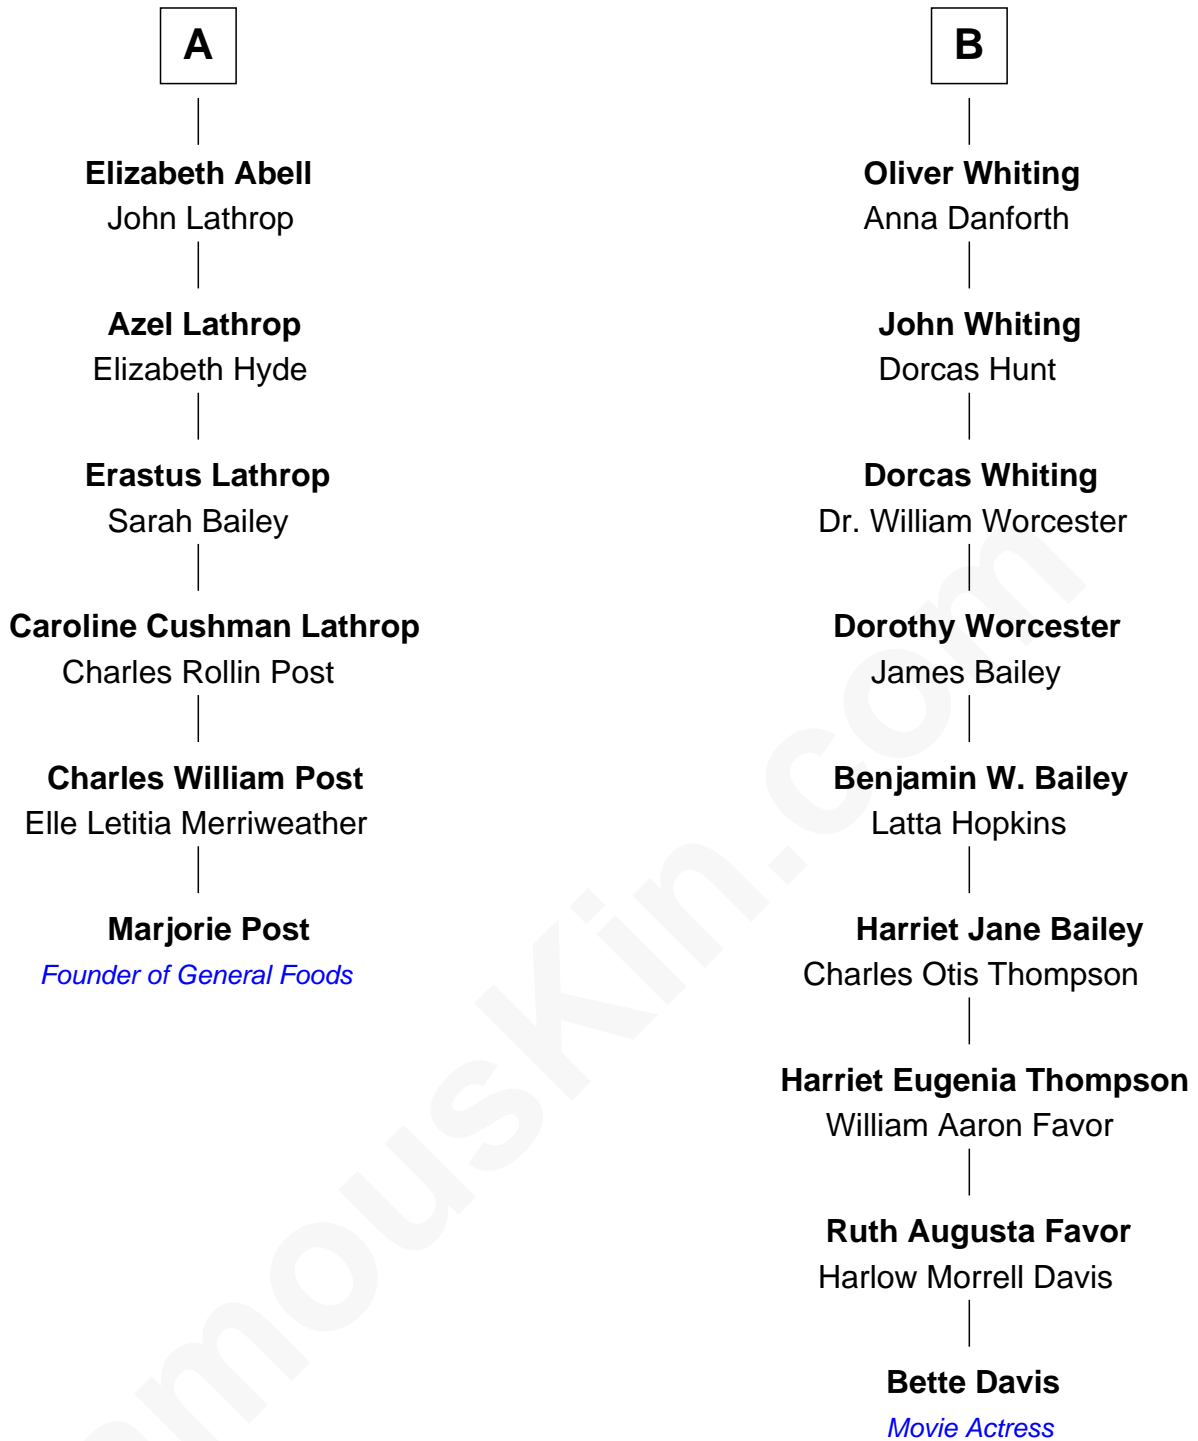 A
Elizabeth Abell
John Lathrop
Azel Lathrop
Elizabeth Hyde
Erastus Lathrop
Sarah Bailey
Caroline Cushman Lathrop
Charles Rollin Post
Charles William Post
Elle Letitia Merriweather
Marjorie Post
Founder of General Foods
B
Oliver Whiting
Anna Danforth
John Whiting
Dorcas Hunt
Dorcas Whiting
Dr. William Worcester
Dorothy Worcester
James Bailey
Benjamin W. Bailey
Latta Hopkins
Harriet Jane Bailey
Charles Otis Thompson
Harriet Eugenia Thompson
William Aaron Favor
Ruth Augusta Favor
Harlow Morrell Davis
Bette Davis
Movie Actress
amousKin.com